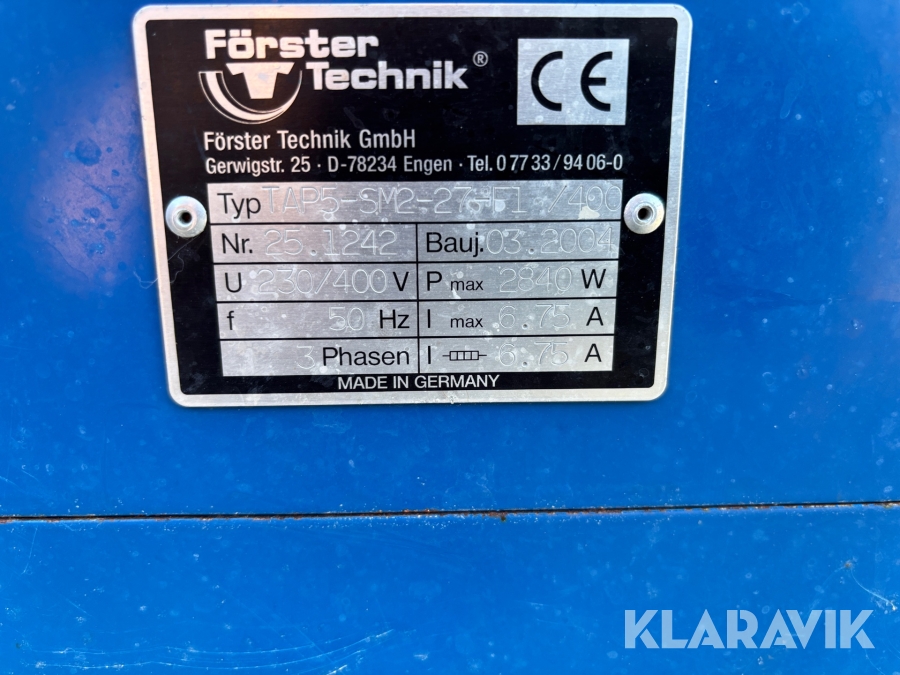 Förster
Technik®
CE
Förster Technik GmbH
Gerwigstr. 25 · D-78234 Engen · Tel. 0 77 33 / 94 06-0
Typ TAP5-SM2-27-F1 /400
Nr. 25.1242 Bauj. 03.2004
U 230/400 V P max 2840 W
f 50 Hz I max 6.75 A
3 Phasen I 6.75 A
MADE IN GERMANY
KLARAVIK